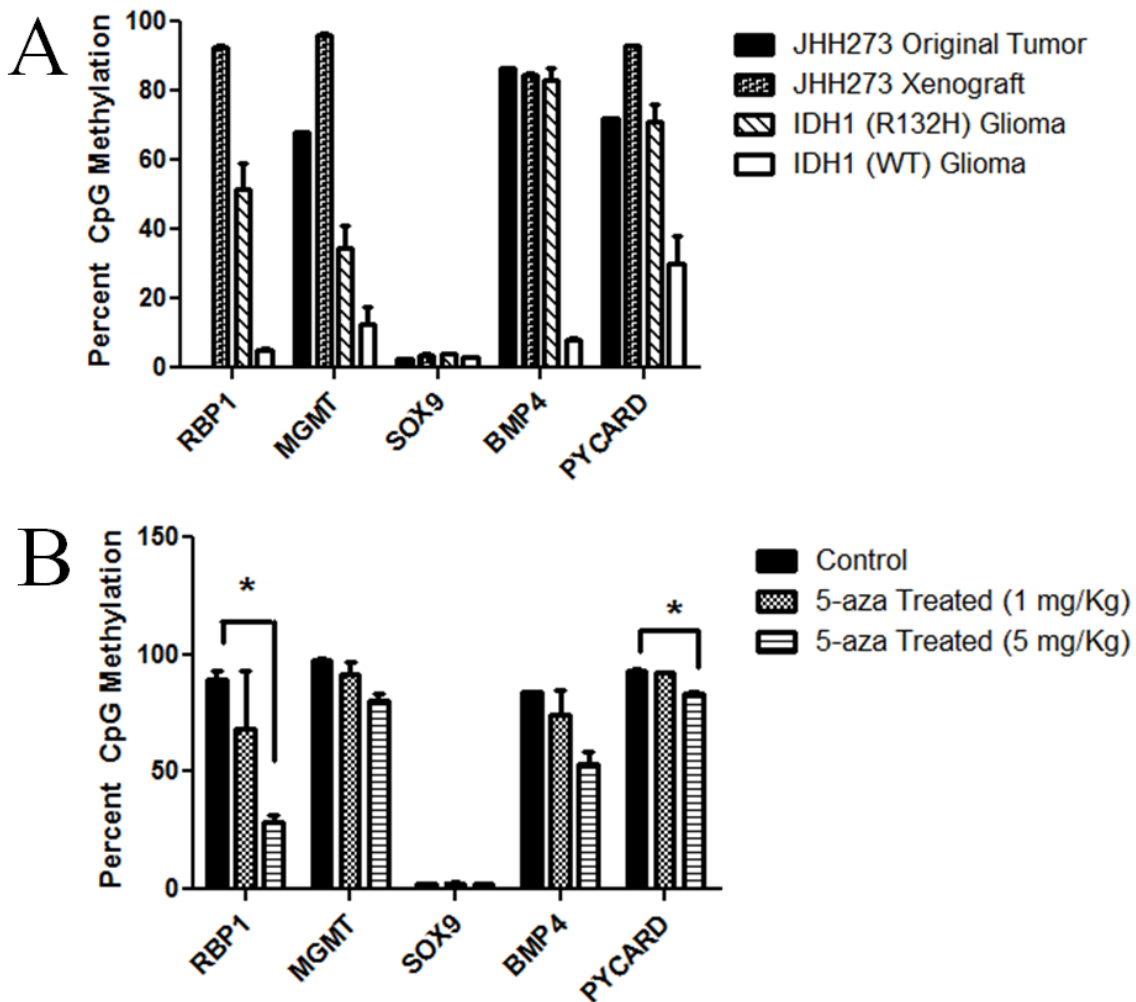 A
Percent CpG Methylation
100
80
60
40
20
0
RBP1
MGMT
SOX9
BMP4
PYCARD
JHH273 Original Tumor
JHH273 Xenograft
IDH1 (R132H) Glioma
IDH1 (WT) Glioma
B
Percent CpG Methylation
150
100
50
0
*
*
RBP1
MGMT
SOX9
BMP4
PYCARD
Control
5-aza Treated (1 mg/Kg)
5-aza Treated (5 mg/Kg)